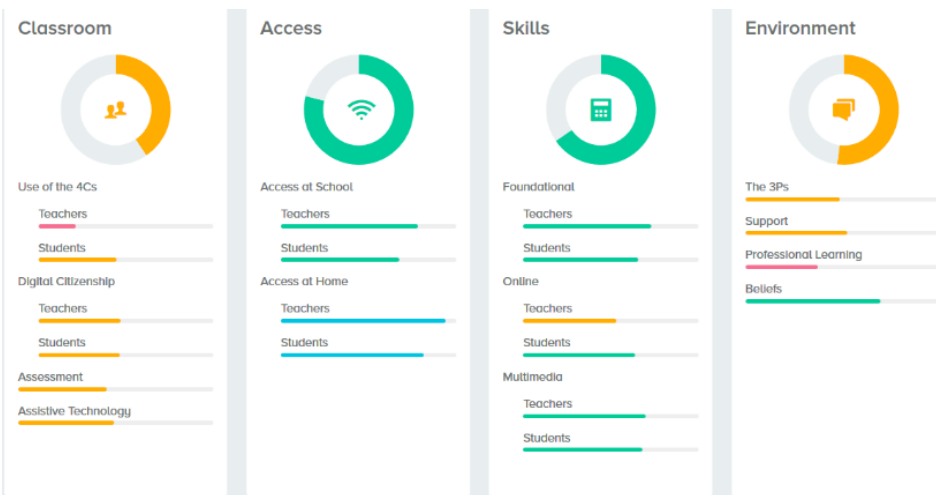 Classroom
Use of the 4Cs
Teachers
Students
Digital Citizenship
Teachers
Students
Assessment
Assistive Technology
Access
Access at School
Teachers
Students
Access at Home
Teachers
Students
Skills
Foundational
Teachers
Students
Online
Teachers
Students
Multimedia
Teachers
Students
Environment
The 3Ps
Support
Professional Learning
Beliefs